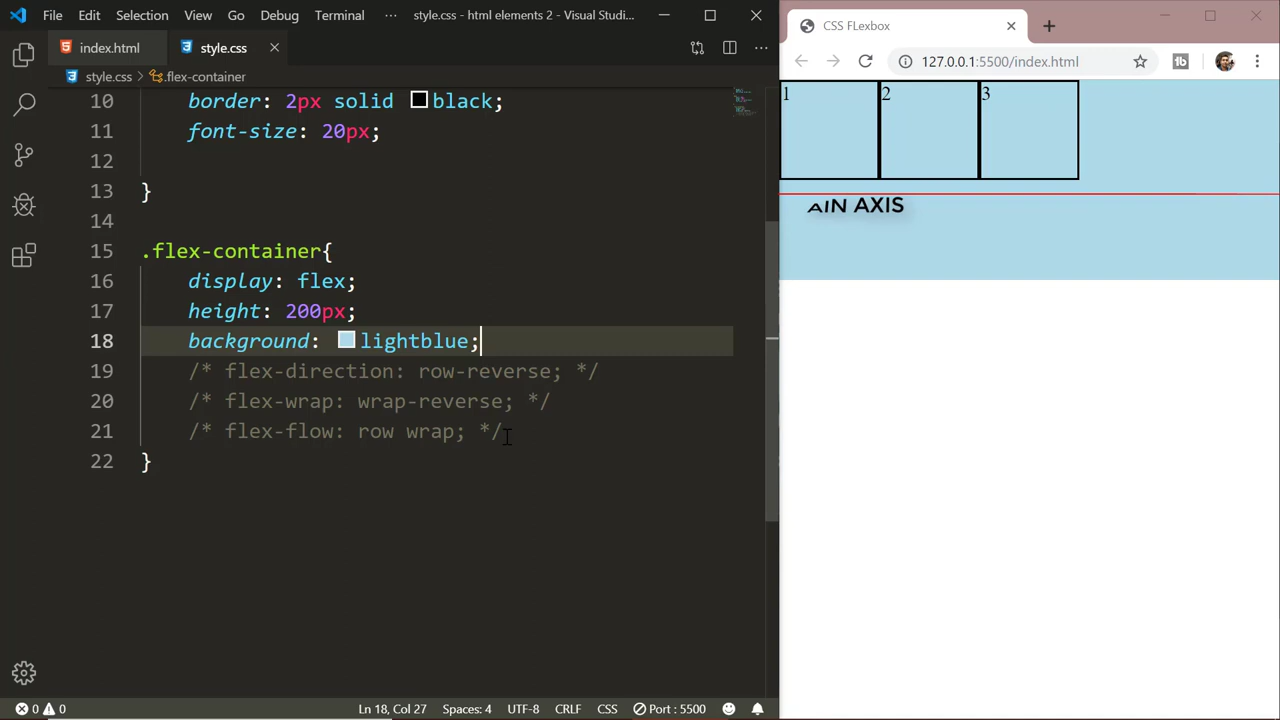 File Edit Selection View Go Debug Terminal ··· style.css - html elements 2 - Visual Studio...
index.html style.css
style.css > .flex-container
10 border: 2px solid black;
11 font-size: 20px;
12
13 }
14
15 .flex-container{
16 display: flex;
17 height: 200px;
18 background: lightblue;
19 /* flex-direction: row-reverse; */
20 /* flex-wrap: wrap-reverse; */
21 /* flex-flow: row wrap; */
22 }
0 0 Ln 18, Col 27 Spaces: 4 UTF-8 CRLF CSS Port : 5500
CSS FLexbox
127.0.0.1:5500/index.html
1 2 3
AIN AXIS